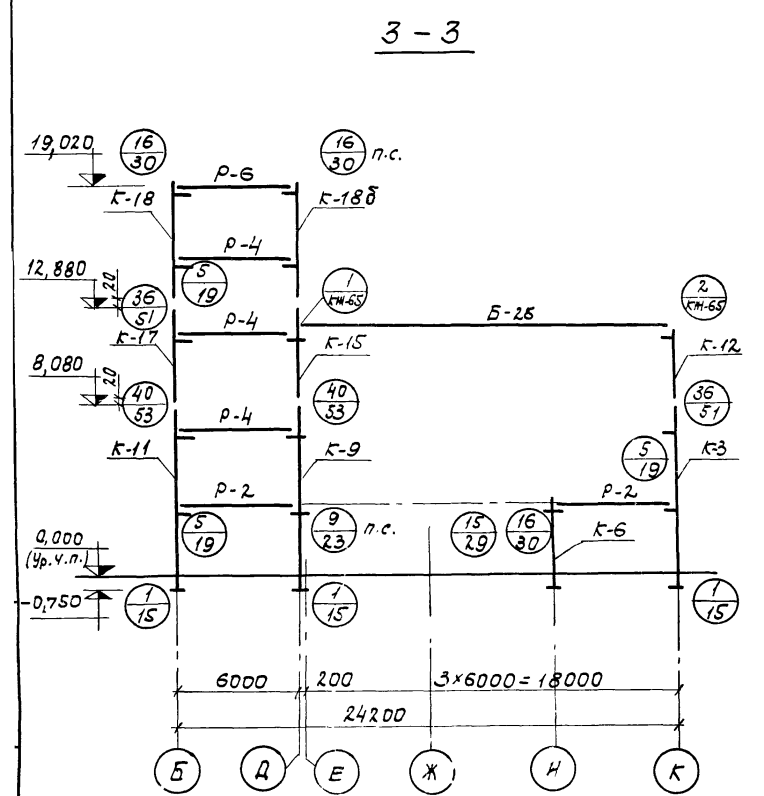 3 - 3
19,020
16
30
16
30
п.с.
Р-6
К-18
К-18б
Р-4
12,880
20
5
19
1
КЖ-65
2
КЖ-65
36
51
Б-2Б
Р-4
К-17
К-15
К-12
8,080
20
40
53
40
53
36
51
Р-4
К-11
К-9
5
19
К-3
Р-2
Р-2
0,000
(Ур.ч.п.)
5
19
9
23
п.с.
15
29
16
30
К-6
-0,750
1
15
1
15
1
15
6000
200
3×6000=18000
24200
Б
Д
Е
Ж
И
К